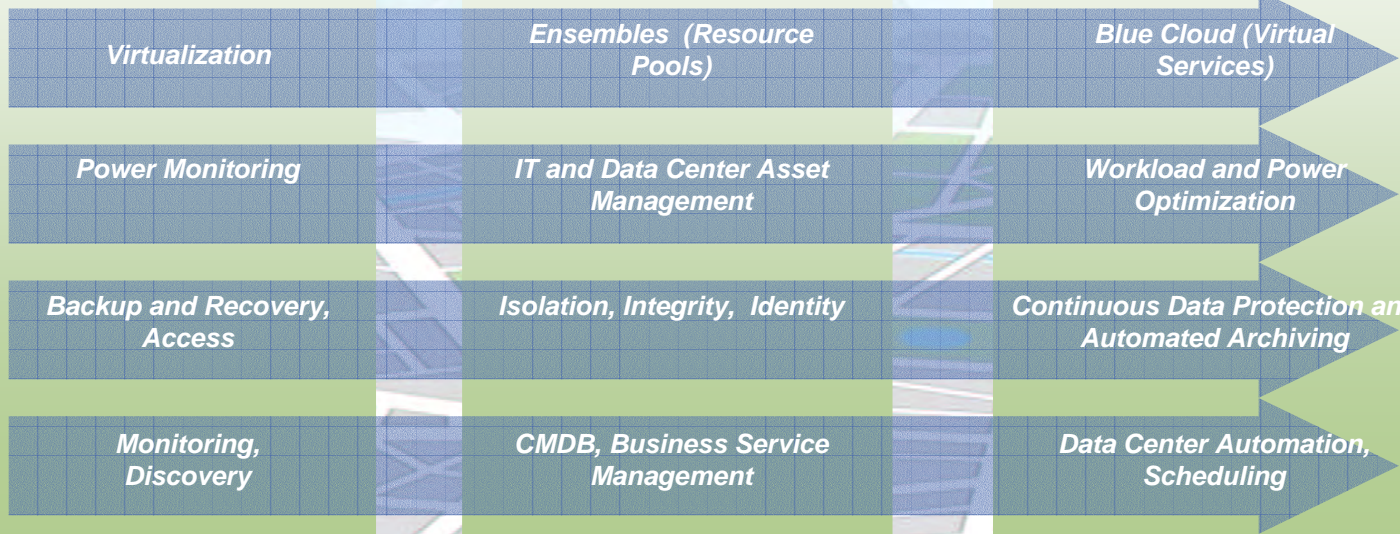 Virtualization
Ensembles (Resource
Pools)
Blue Cloud (Virtual
Services)
Power Monitoring
IT and Data Center Asset
Management
Workload and Power
Optimization
Backup and Recovery,
Access
Isolation, Integrity, Identity
Continuous Data Protection an
Automated Archiving
Monitoring,
Discovery
CMDB, Business Service
Management
Data Center Automation,
Scheduling